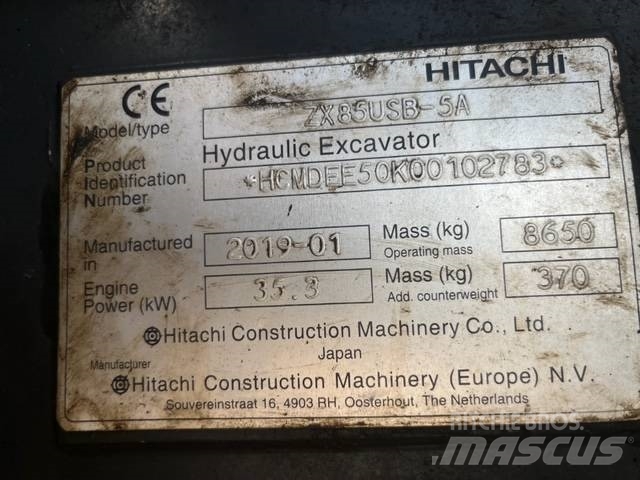 HITACHI
CE
Model/type ZX85USB-5A
Hydraulic Excavator
Product Identification Number *HCMDEE50K00102783*
Manufactured in 2019-01 Mass (kg) Operating mass 8650
Engine Power (kW) 35.3 Mass (kg) Add. counterweight 370
Hitachi Construction Machinery Co., Ltd.
Japan
Manufacturer
Hitachi Construction Machinery (Europe) N.V.
Souvereinstraat 16, 4903 RH, Oosterhout, The Netherlands
RITCHIE BROS.
MASCUS